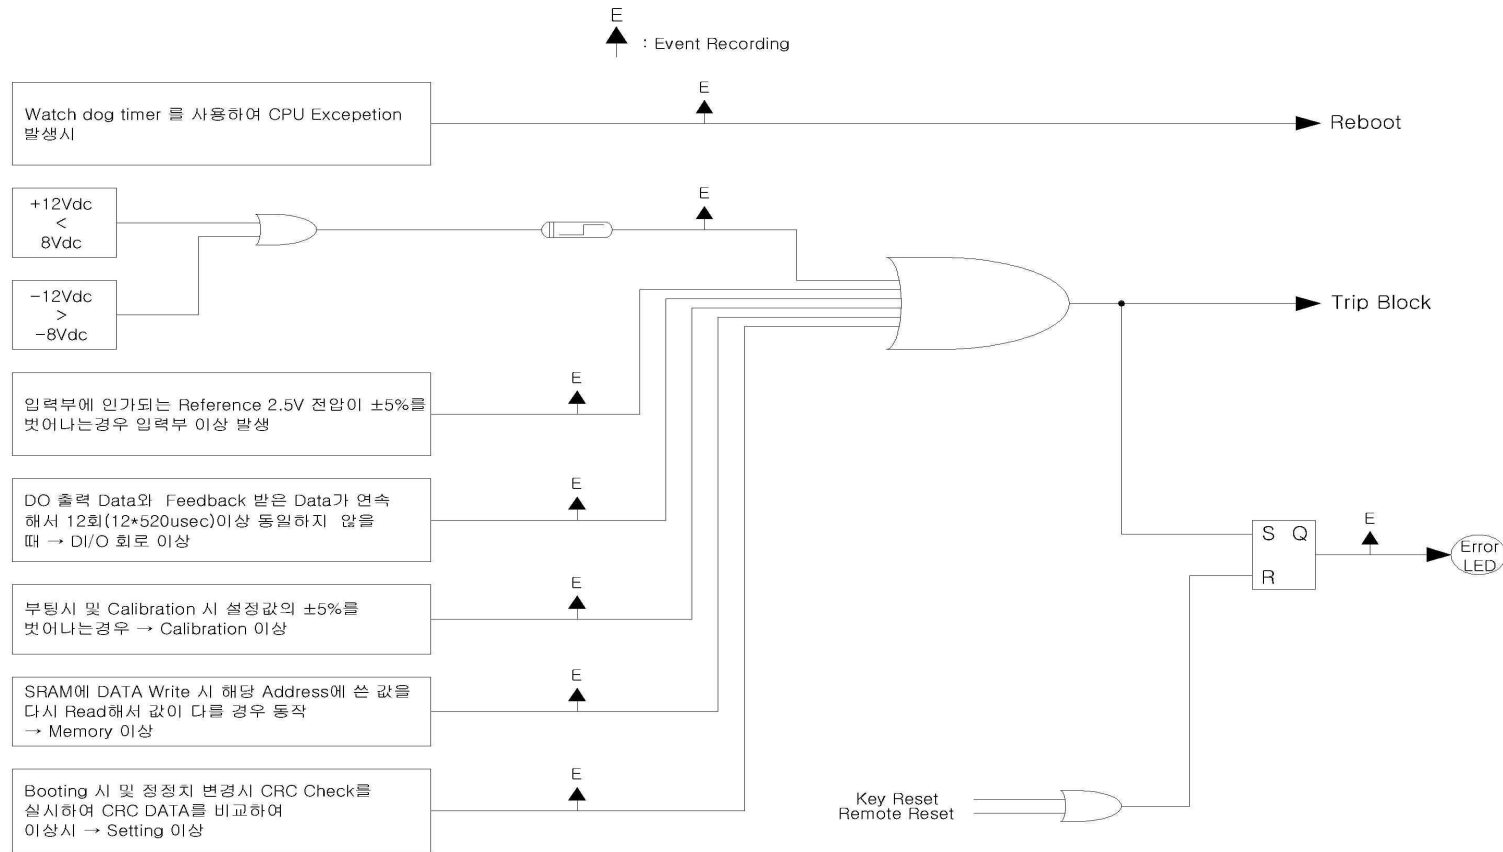 E
: Event Recording
Watch dog timer 를 사용하여 CPU Excepetion
발생시
E
Reboot
+12Vdc
<
8Vdc
E
-12Vdc
>
-8Vdc
Trip Block
입력부에 인가되는 Reference 2.5V 전압이 ±5%를
벗어나는경우 입력부 이상 발생
E
DO 출력 Data와 Feedback 받은 Data가 연속
해서 12회(12*520usec)이상 동일하지 않을
때 → DI/O 회로 이상
E
S Q
R
E
Error
LED
부팅시 및 Calibration 시 설정값의 ±5%를
벗어나는경우 → Calibration 이상
E
SRAM에 DATA Write 시 해당 Address에 쓴 값을
다시 Read해서 값이 다를 경우 동작
→ Memory 이상
E
Booting 시 및 정정치 변경시 CRC Check를
실시하여 CRC DATA를 비교하여
이상시 → Setting 이상
E
Key Reset
Remote Reset